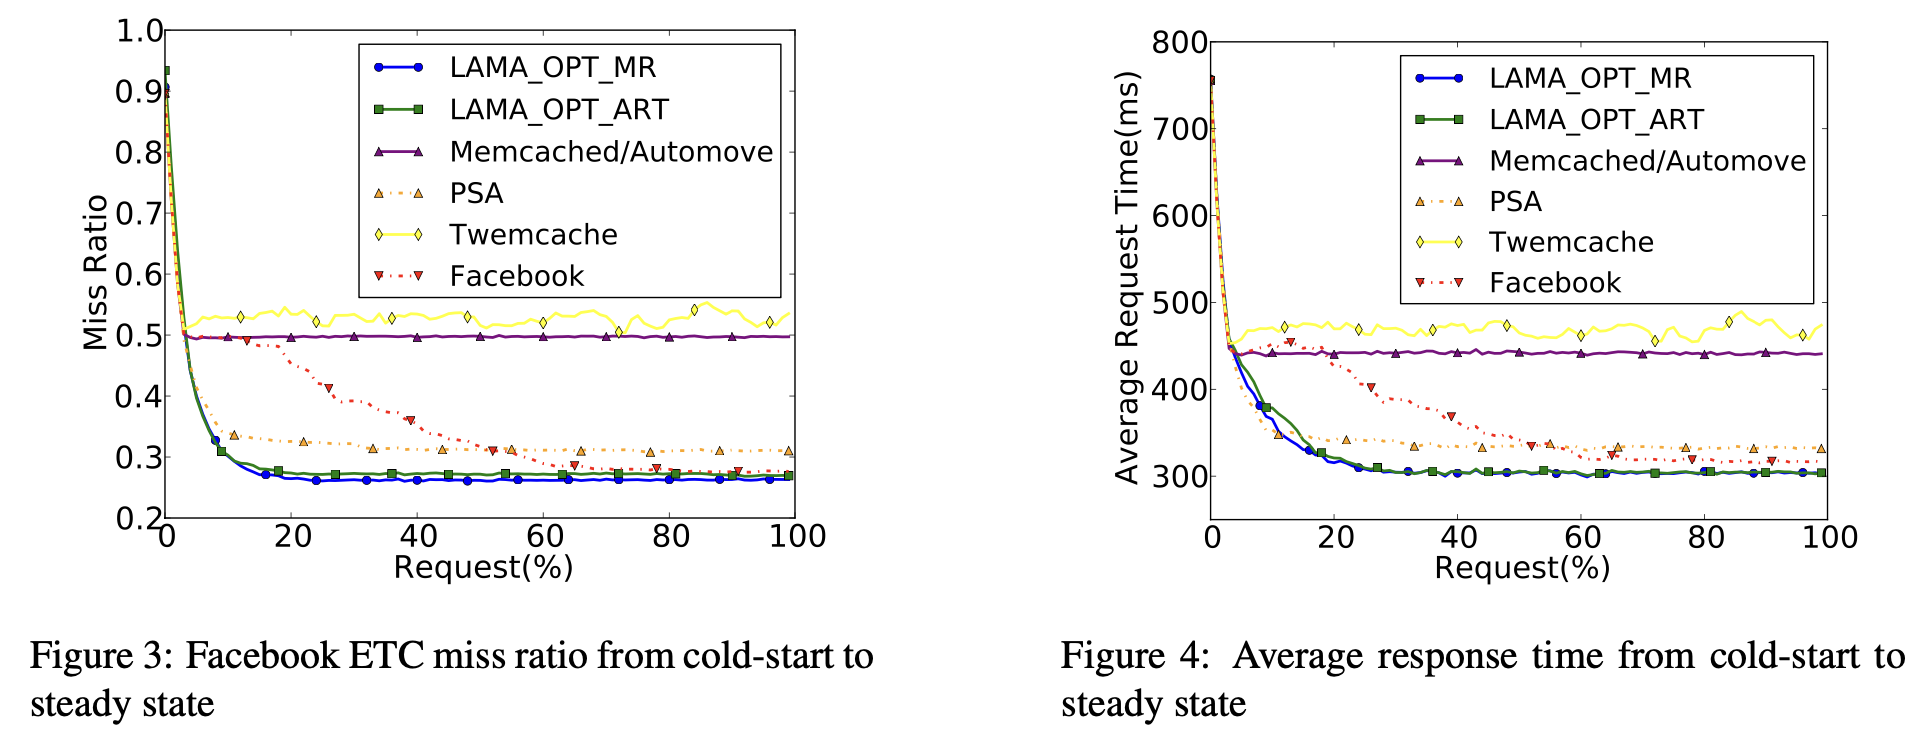 1.0
0.9
0.8
0.7
0.6
0.5
0.4
0.3
0.2
Miss Ratio
LAMA_OPT_MR
LAMA_OPT_ART
Memcached/Automove
PSA
Twemcache
Facebook
0 20 40 60 80 100
Request(%)
Figure 3: Facebook ETC miss ratio from cold-start to
steady state
800
700
600
500
400
300
Average Request Time(ms)
LAMA_OPT_MR
LAMA_OPT_ART
Memcached/Automove
PSA
Twemcache
Facebook
0 20 40 60 80 100
Request(%)
Figure 4: Average response time from cold-start to
steady state